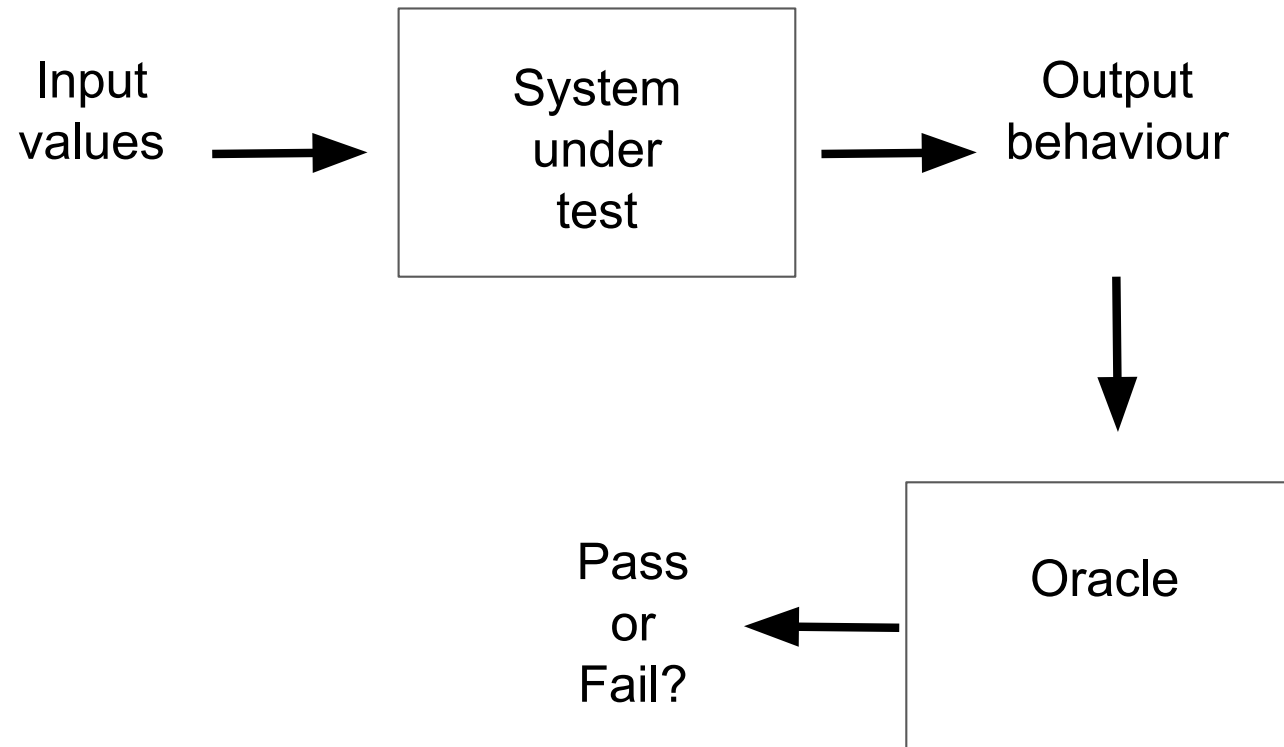 Input
values
System
under
test
Output
behaviour
Oracle
Pass
or
Fail?